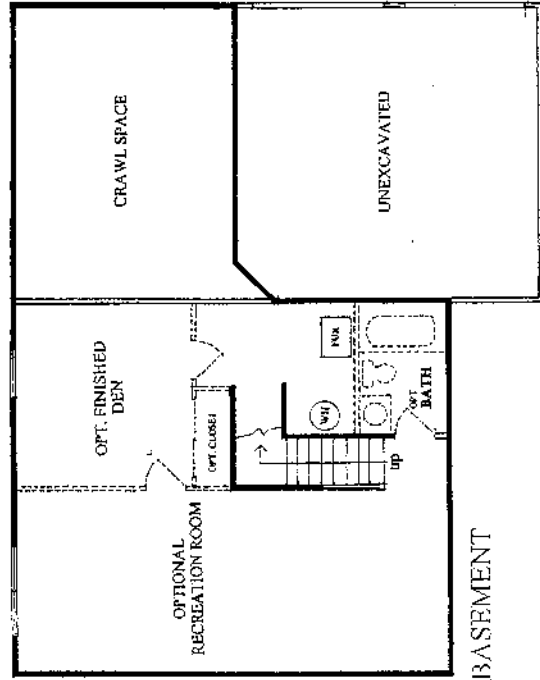 CRAWL SPACE
UNEXCAVATED
OPT. FINISHED
DEN
OPT. CLOSET
FUR
WH
OPT.
BATH
up
OPTIONAL
RECREATION ROOM
BASEMENT